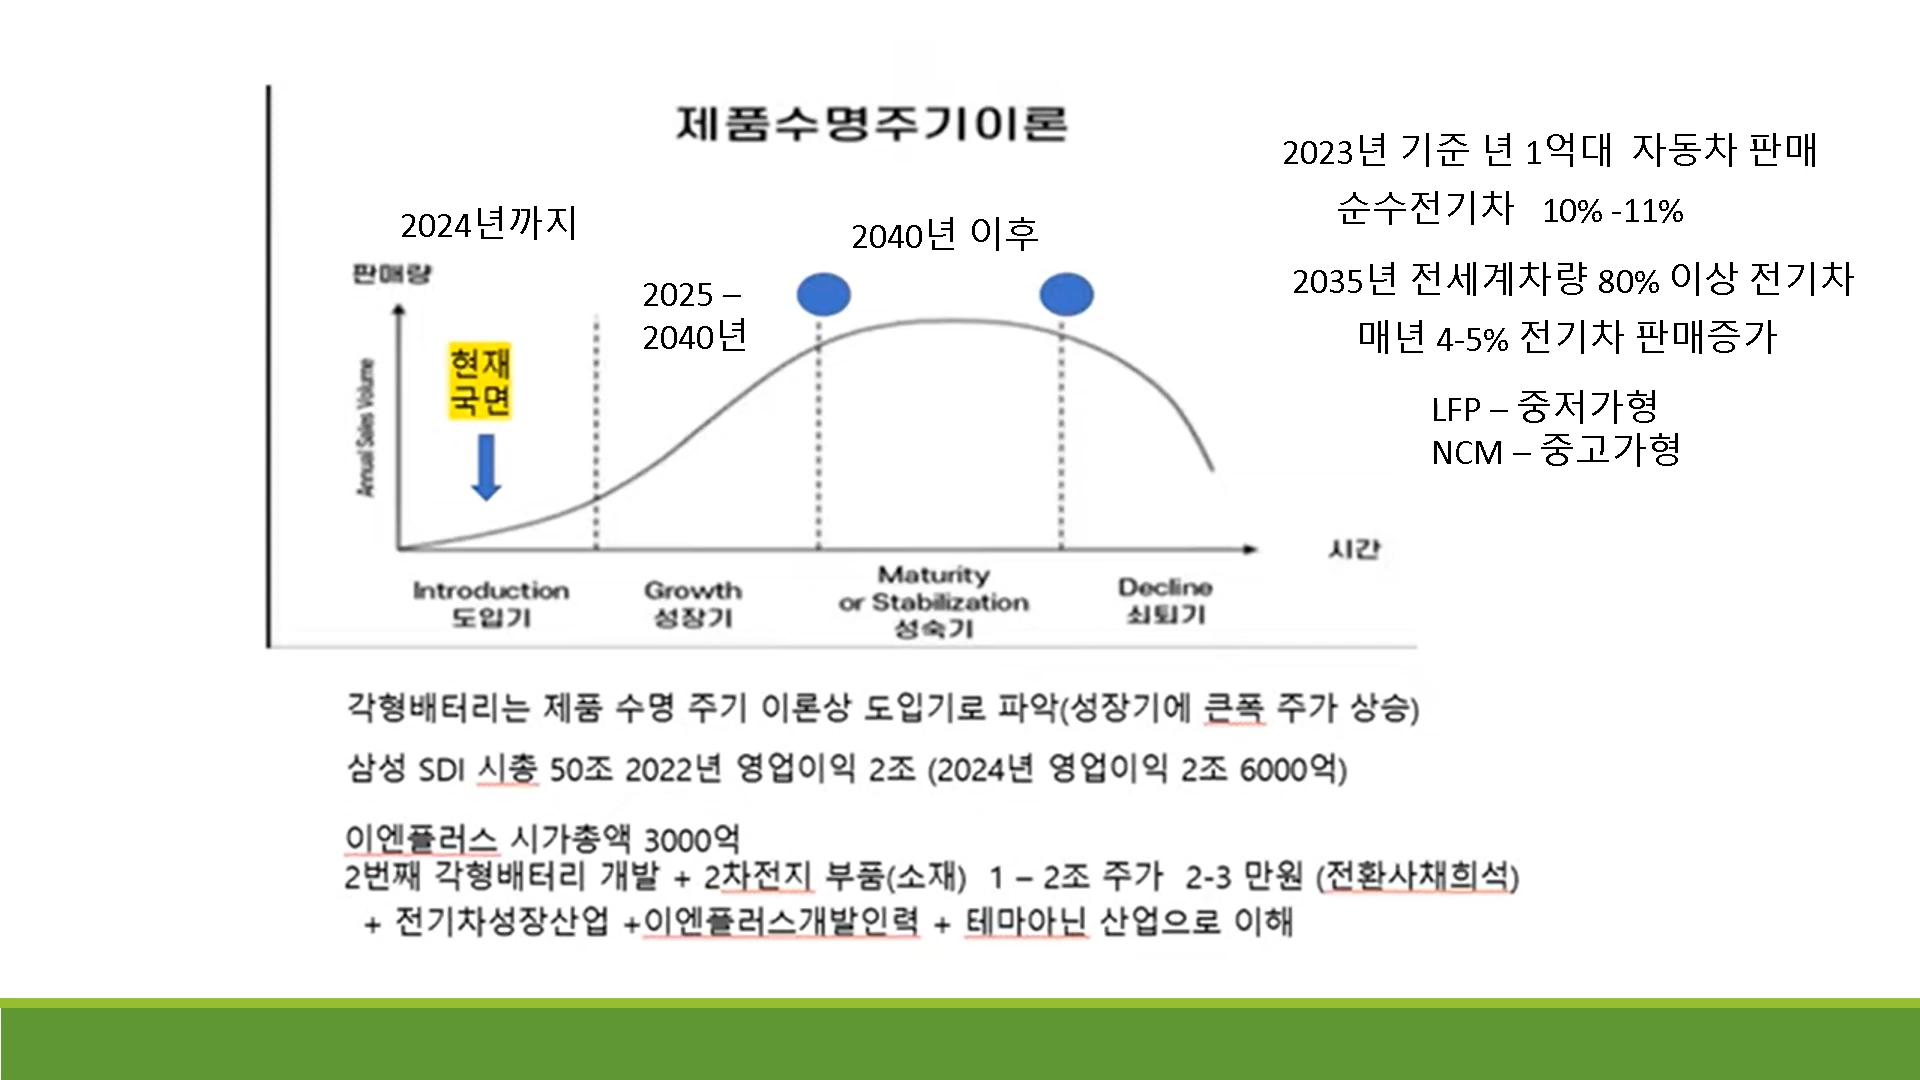 제품수명주기이론
2023년 기준 년 1억대 자동차 판매
순수전기차 10% -11%
2035년 전세계차량 80% 이상 전기차
매년 4-5% 전기차 판매증가
LFP – 중저가형
NCM – 중고가형
2024년까지
2025 –
2040년
2040년 이후
판매량
Annual Sales Volume
현재
국면
시간
Introduction
도입기
Growth
성장기
Maturity
or Stabilization
성숙기
Decline
쇠퇴기
각형배터리는 제품 수명 주기 이론상 도입기로 파악(성장기에 큰폭 주가 상승)
삼성 SDI 시총 50조 2022년 영업이익 2조 (2024년 영업이익 2조 6000억)
이엔플러스 시가총액 3000억
2번째 각형배터리 개발 + 2차전지 부품(소재) 1 – 2조 주가 2-3 만원 (전환사채희석)
+ 전기차성장산업 +이엔플러스개발인력 + 테마아닌 산업으로 이해